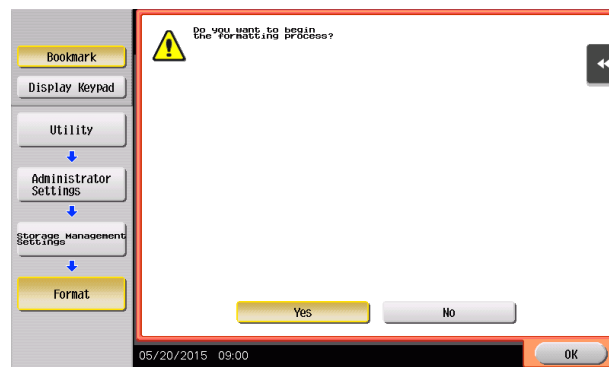 Do you want to begin
the formatting process?
Bookmark
Display Keypad
Utility
Administrator
Settings
Storage Management
Settings
Format
Yes
No
05/20/2015 09:00
OK